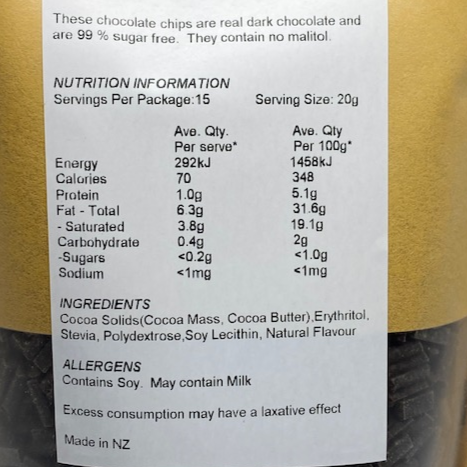 These chocolate chips are real dark chocolate and
are 99 % sugar free. They contain no malitol.
NUTRITION INFORMATION
Servings Per Package:15 Serving Size: 20g
Ave. Qty. Ave. Qty
Per serve* Per 100g*
Energy 292kJ 1458kJ
Calories 70 348
Protein 1.0g 5.1g
Fat - Total 6.3g 31.6g
- Saturated 3.8g 19.1g
Carbohydrate 0.4g 2g
-Sugars <0.2g <1.0g
Sodium <1mg <1mg
INGREDIENTS
Cocoa Solids(Cocoa Mass, Cocoa Butter).Erythritol,
Stevia, Polydextrose,Soy Lecithin, Natural Flavour
ALLERGENS
Contains Soy. May contain Milk
Excess consumption may have a laxative effect
Made in NZ